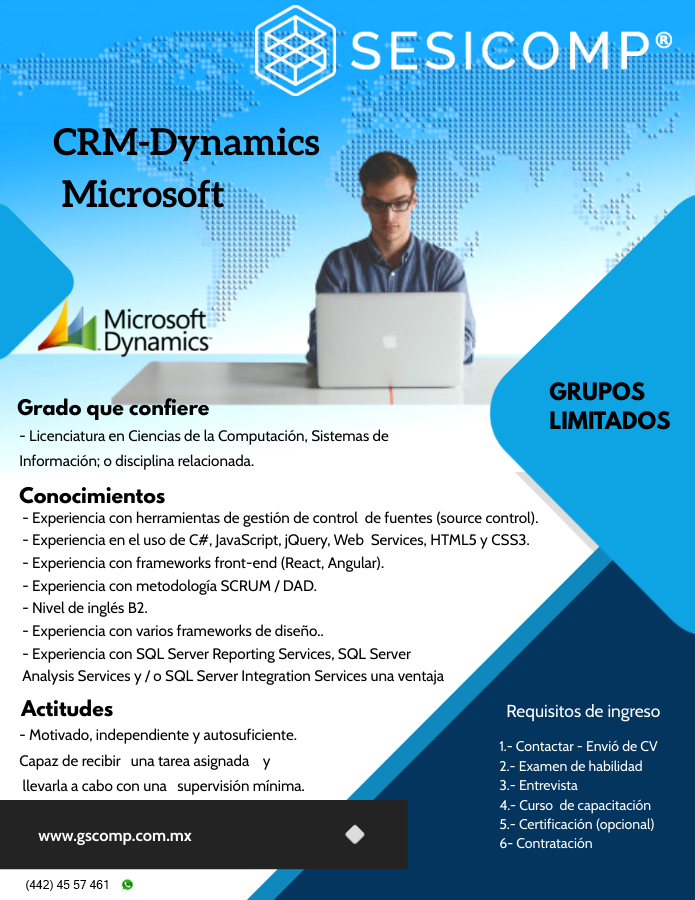 SESICOMP®
CRM-Dynamics
Microsoft
Microsoft
Dynamics™
GRUPOS
LIMITADOS
Grado que confiere
- Licenciatura en Ciencias de la Computación, Sistemas de
Información; o disciplina relacionada.
Conocimientos
- Experiencia con herramientas de gestión de control de fuentes (source control).
- Experiencia en el uso de C#, JavaScript, jQuery, Web Services, HTML5 y CSS3.
- Experiencia con frameworks front-end (React, Angular).
- Experiencia con metodología SCRUM / DAD.
- Nivel de inglés B2.
- Experiencia con varios frameworks de diseño..
- Experiencia con SQL Server Reporting Services, SQL Server
Analysis Services y / o SQL Server Integration Services una ventaja
Actitudes
- Motivado, independiente y autosuficiente.
Capaz de recibir una tarea asignada y
llevarla a cabo con una supervisión mínima.
Requisitos de ingreso
1.- Contactar - Envió de CV
2.- Examen de habilidad
3.- Entrevista
4.- Curso de capacitación
5.- Certificación (opcional)
6- Contratación
www.gscomp.com.mx
(442) 45 57 461